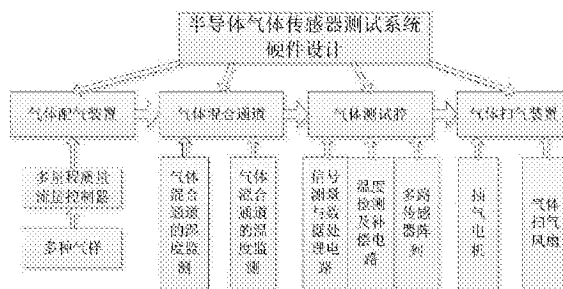 半导体气体传感器测试系统
硬件设计
气体配气装置
气体混合通道
气体测试腔
气体扫气装置
多量程质量
流量控制器
多种气样
气体混合通道的湿度监测
气体混合通道的温度监测
信号测量与数据处理电路
温度检测及补偿电路
多路传感器阵列
抽气电机
气体扫气风扇